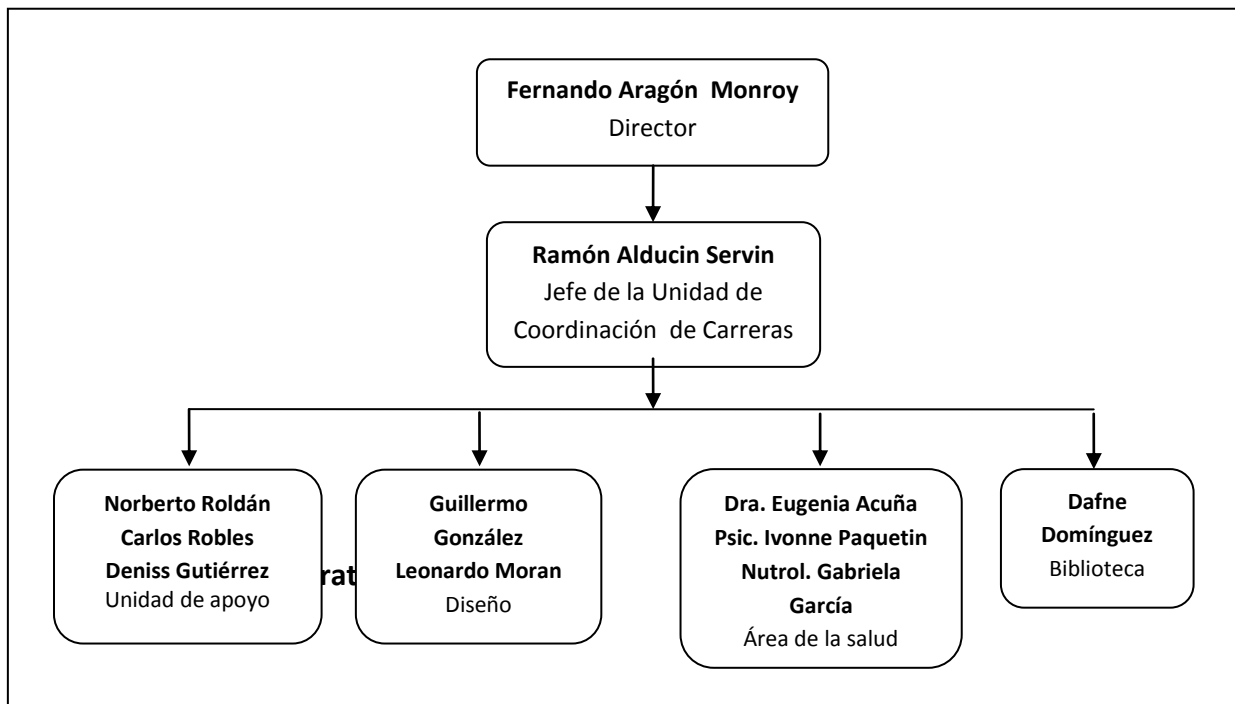 Fernando Aragón Monroy
Director
Ramón Alducin Servin
Jefe de la Unidad de
Coordinación de Carreras
Norberto Roldán
Carlos Robles
Deniss Gutiérrez
Unidad de apoyo
Guillermo
González
Leonardo Moran
Diseño
Dra. Eugenia Acuña
Psic. Ivonne Paquetin
Nutrol. Gabriela
García
Área de la salud
Dafne
Domínguez
Biblioteca